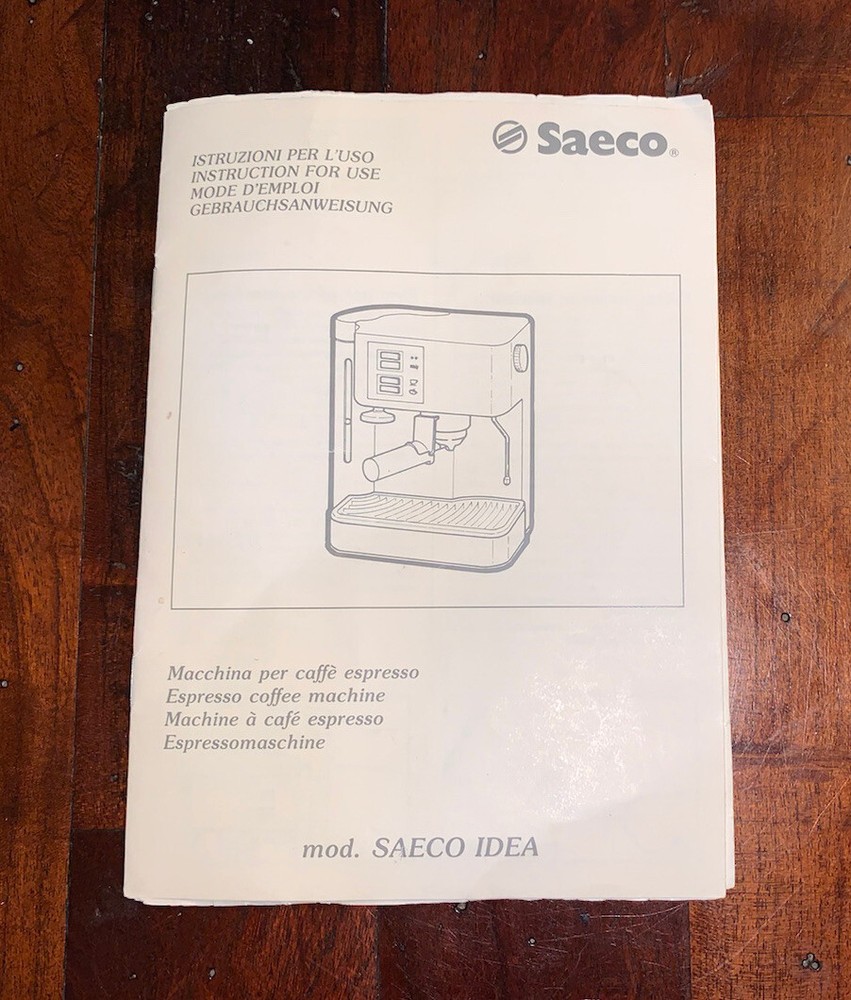 Saeco®
ISTRUZIONI PER L'USO
INSTRUCTION FOR USE
MODE D'EMPLOI
GEBRAUCHSANWEISUNG
Macchina per caffè espresso
Espresso coffee machine
Machine à café espresso
Espressomaschine
mod. SAECO IDEA